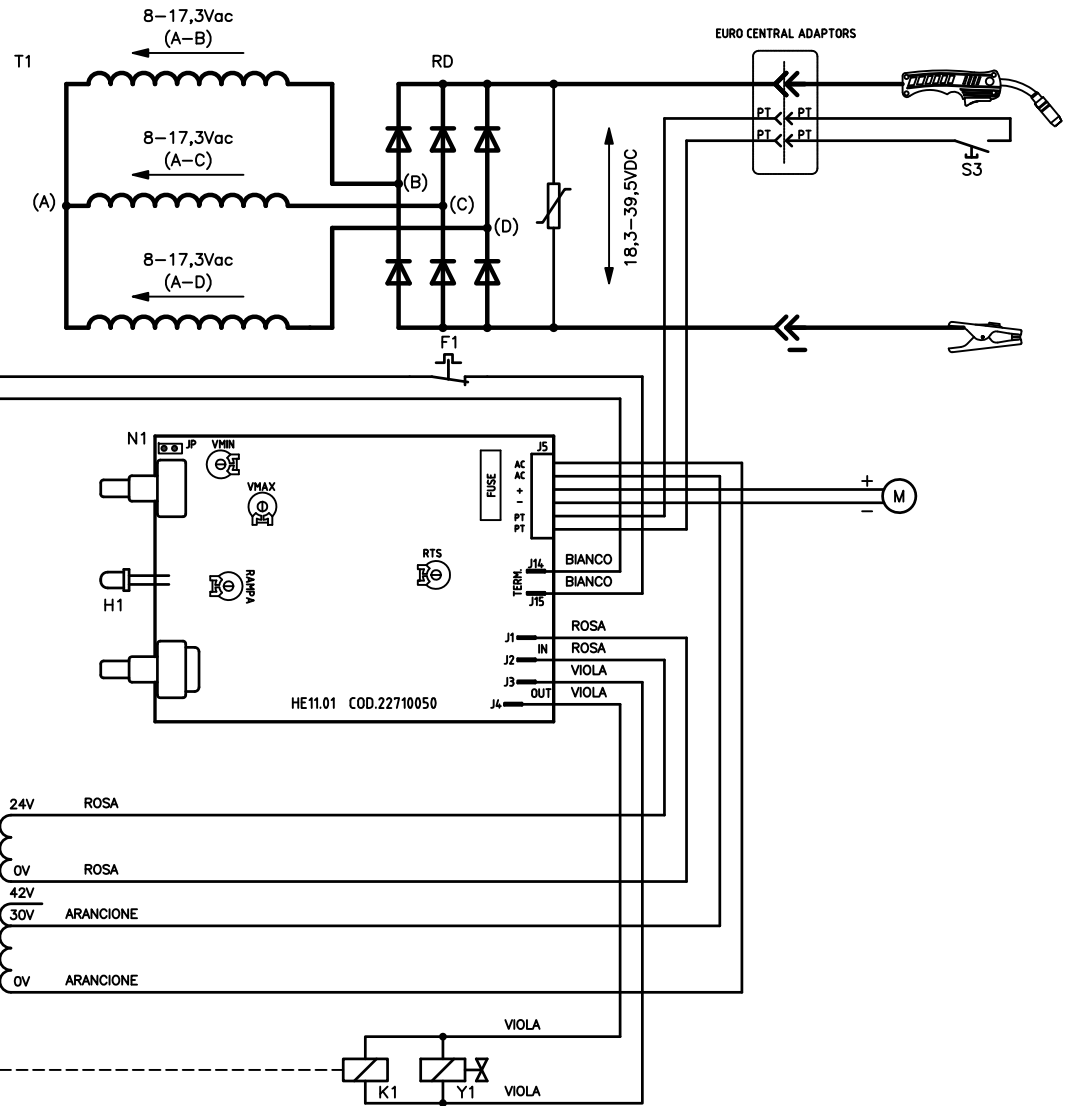 8-17,3Vac
(A-B)
T1
RD
EURO CENTRAL ADAPTORS
8-17,3Vac
(A-C)
PT PT
PT PT
S3
(A)
(B)
(C)
(D)
18,3-39,5VDC
8-17,3Vac
(A-D)
F1
N1
JP
VMIN
VMAX
FUSE
J5
AC
AC
+
-
PT
PT
+
M
-
RTS
RAMPA
H1
TERM.
J14
BIANCO
BIANCO
J15
J1
ROSA
IN
ROSA
J2
VIOLA
J3
OUT
VIOLA
J4
HE11.01 COD.22710050
24V
ROSA
0V
ROSA
42V
30V
ARANCIONE
0V
ARANCIONE
VIOLA
K1
Y1
VIOLA